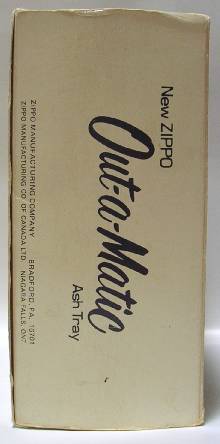 New ZIPPO
Out-a-Matic
Ash Tray
ZIPPO MANUFACTURING COMPANY BRADFORD, PA. 16701
ZIPPO MANUFACTURING CO. OF CANADA LTD. NIAGARA FALLS, ONT.